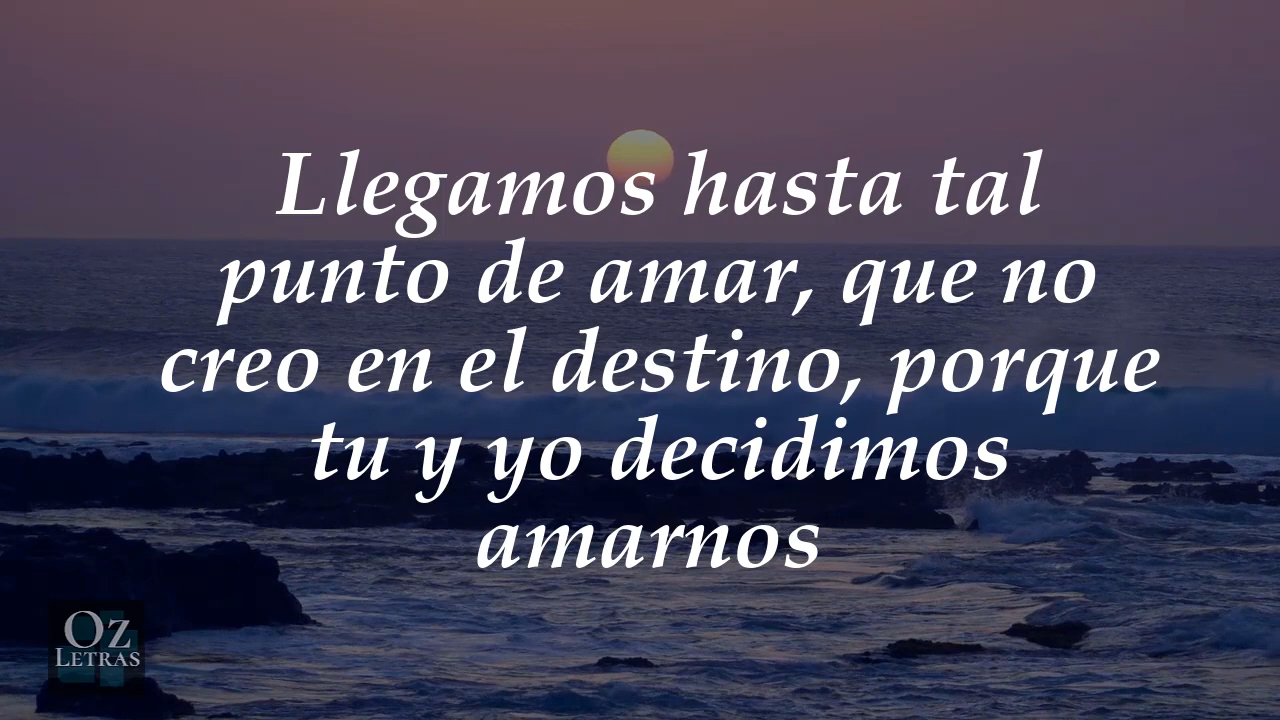 Llegamos hasta tal
punto de amar, que no
creo en el destino, porque
tu y yo decidimos
amarnos
Oz
Letras